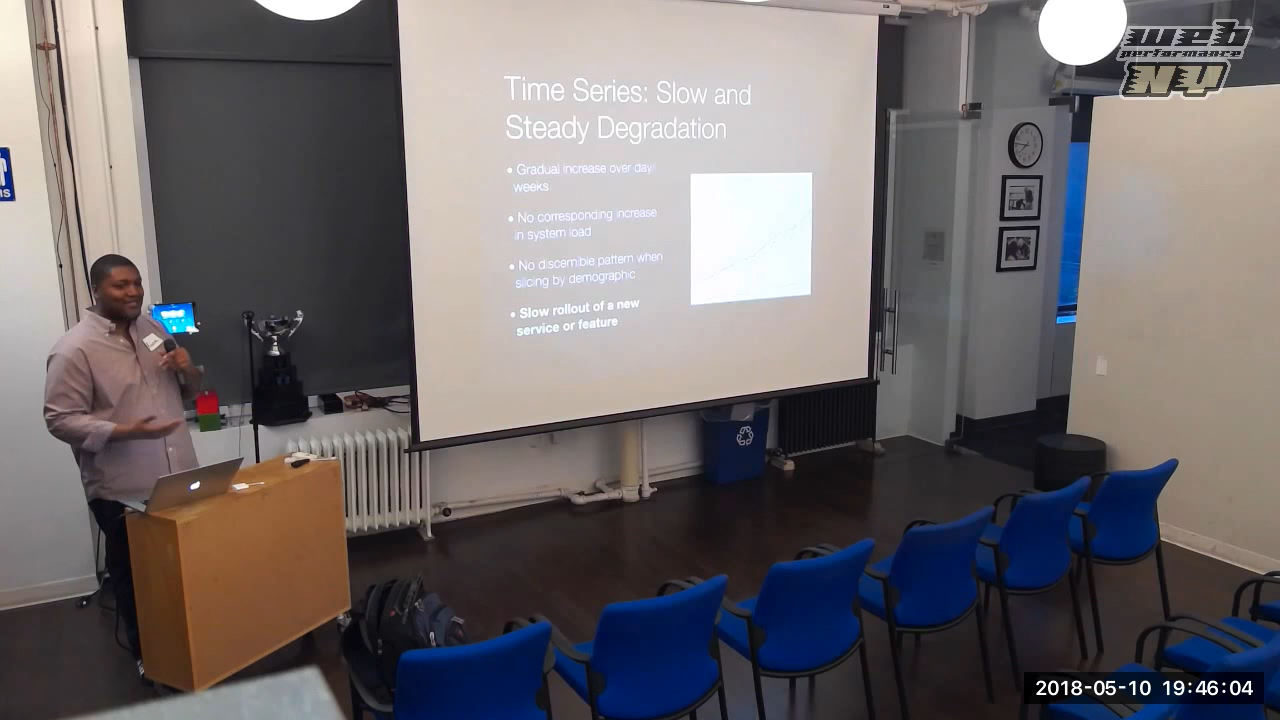 web
performance
NY
Time Series: Slow and
Steady Degradation
• Gradual increase over day/
weeks
• No corresponding increase
in system load
• No discernible pattern when
slicing by demographic
• Slow rollout of a new
service or feature
2018-05-10 19:46:04